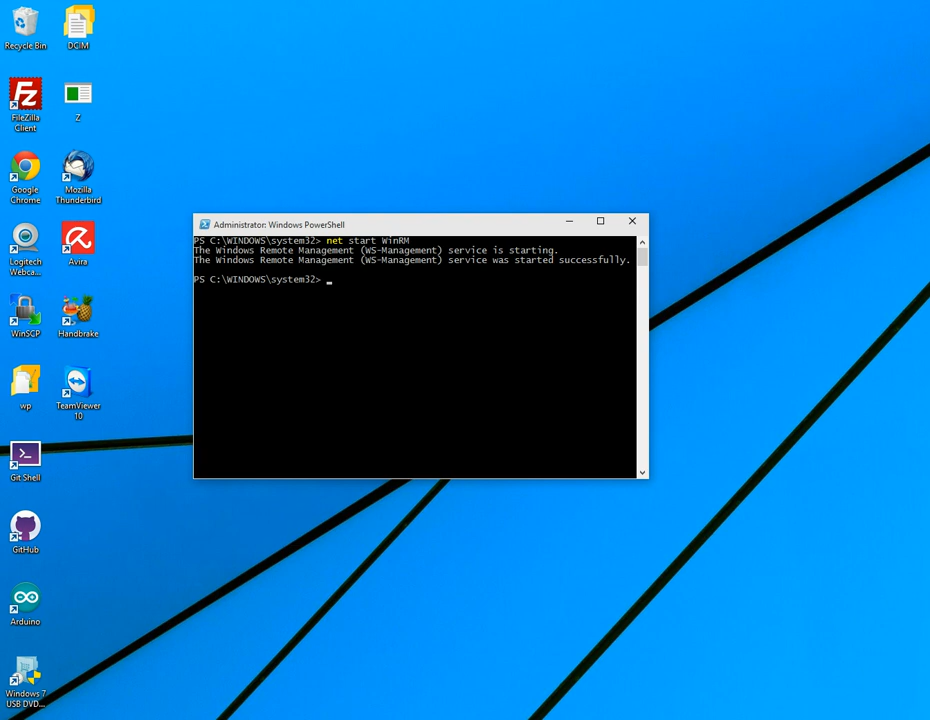 Recycle Bin
DCIM
FileZilla
Client
Z
Google
Chrome
Mozilla
Thunderbird
Logitech
Webca...
Avira
WinSCP
Handbrake
wp
TeamViewer
10
Git Shell
GitHub
Arduino
Windows 7
USB DVD...
Administrator: Windows PowerShell
PS C:\WINDOWS\system32> net start WinRM
The Windows Remote Management (WS-Management) service is starting.
The Windows Remote Management (WS-Management) service was started successfully.
PS C:\WINDOWS\system32> _